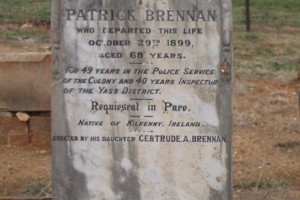 PATRICK BRENNAN
WHO DEPARTED THIS LIFE
OCTOBER 29TH 1899,
AGED 68 YEARS.
FOR 49 YEARS IN THE POLICE SERVICE
OF THE COLONY AND 40 YEARS INSPECTOR
OF THE YASS DISTRICT.
Requiescat in Pace.
NATIVE OF KILKENNY, IRELAND.
ERECTED BY HIS DAUGHTER GERTRUDE.A.BRENNAN